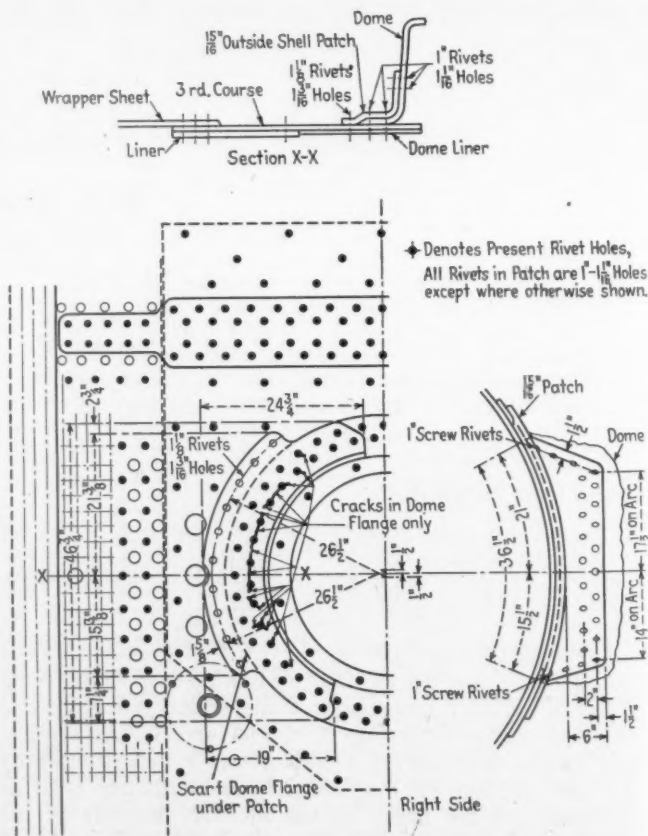 Dome
15/16" Outside Shell Patch
1 1/8" Rivets
1 3/16" Holes
1" Rivets
1 1/16" Holes
Wrapper Sheet
3 rd. Course
Liner
Dome Liner
Section X-X
Denotes Present Rivet Holes,
All Rivets in Patch are 1"-1 1/16" Holes
except where otherwise shown.
2 3/4"
24 3/4"
1 1/8" Rivets
1 3/16" Holes
15/16" Patch
1" Screw Rivets
1 1/2"
Dome
Cracks in Dome
Flange only
46 3/4"
21 3/8"
26 1/2"
1 1/2"
X
X
26 1/2"
1 1/2"
36 1/2"
21"
17 1/2" on Arc
15 3/8"
1 5/8"
15 1/2"
14" on Arc
1" Screw Rivets
2"
1 1/2"
6"
19"
Scarf Dome Flange
under Patch
Right Side